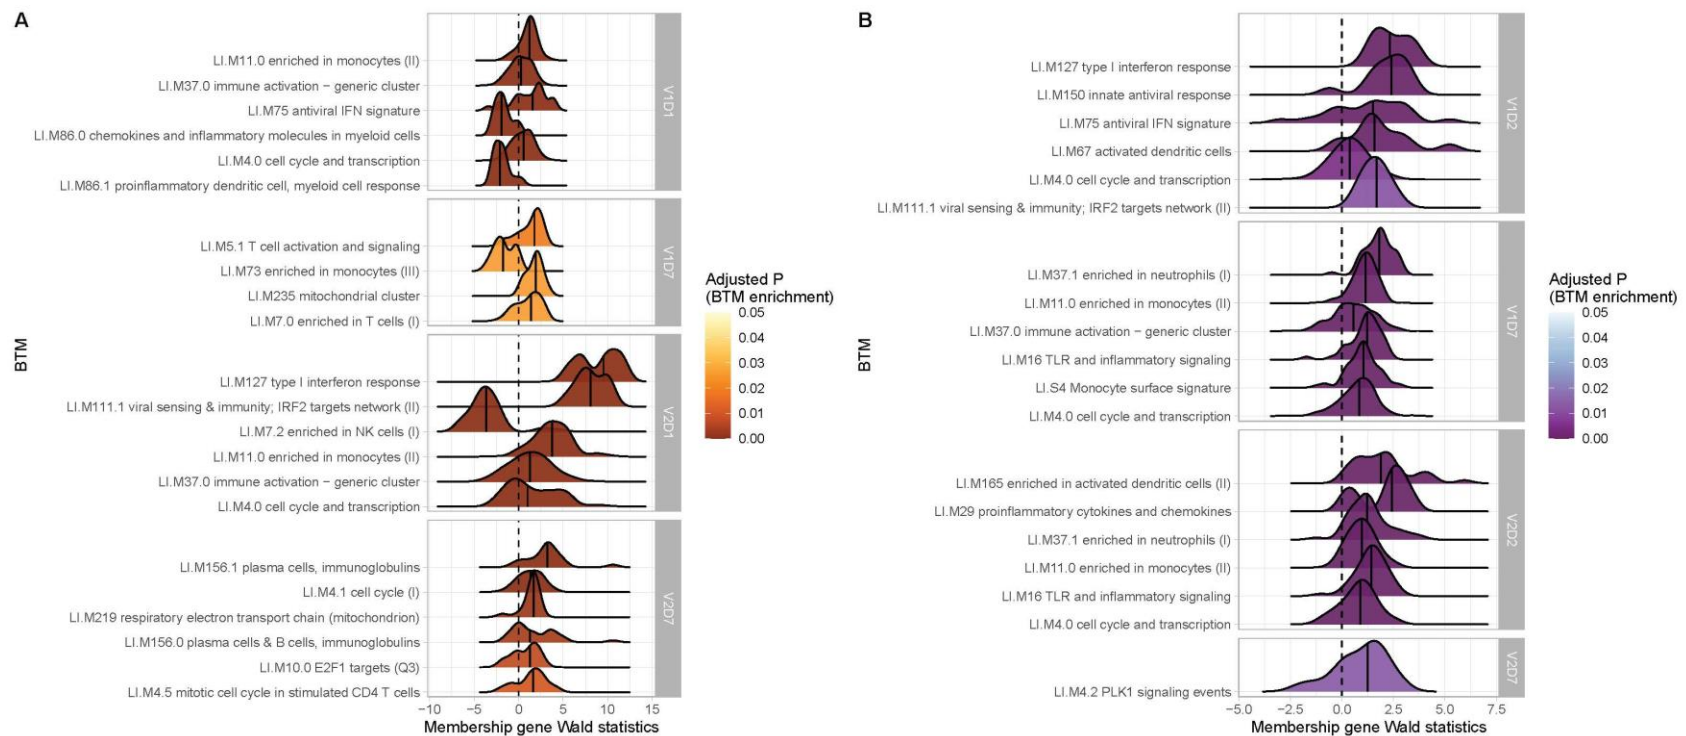 A
LI.M11.0 enriched in monocytes (II)
LI.M37.0 immune activation − generic cluster
LI.M75 antiviral IFN signature
LI.M86.0 chemokines and inflammatory molecules in myeloid cells
LI.M4.0 cell cycle and transcription
LI.M86.1 proinflammatory dendritic cell, myeloid cell response
V1D1
LI.M5.1 T cell activation and signaling
LI.M73 enriched in monocytes (III)
LI.M235 mitochondrial cluster
LI.M7.0 enriched in T cells (I)
V1D7
BTM
LI.M127 type I interferon response
LI.M111.1 viral sensing & immunity; IRF2 targets network (II)
LI.M7.2 enriched in NK cells (I)
LI.M11.0 enriched in monocytes (II)
LI.M37.0 immune activation − generic cluster
LI.M4.0 cell cycle and transcription
V2D1
LI.M156.1 plasma cells, immunoglobulins
LI.M4.1 cell cycle (I)
LI.M219 respiratory electron transport chain (mitochondrion)
LI.M156.0 plasma cells & B cells, immunoglobulins
LI.M10.0 E2F1 targets (Q3)
LI.M4.5 mitotic cell cycle in stimulated CD4 T cells
V2D7
−10 −5 0 5 10 15
Membership gene Wald statistics
Adjusted P
(BTM enrichment)
0.05
0.04
0.03
0.02
0.01
0.00
B
LI.M127 type I interferon response
LI.M150 innate antiviral response
LI.M75 antiviral IFN signature
LI.M67 activated dendritic cells
LI.M4.0 cell cycle and transcription
LI.M111.1 viral sensing & immunity; IRF2 targets network (II)
V1D2
LI.M37.1 enriched in neutrophils (I)
LI.M11.0 enriched in monocytes (II)
LI.M37.0 immune activation − generic cluster
LI.M16 TLR and inflammatory signaling
LI.S4 Monocyte surface signature
LI.M4.0 cell cycle and transcription
V1D7
BTM
LI.M165 enriched in activated dendritic cells (II)
LI.M29 proinflammatory cytokines and chemokines
LI.M37.1 enriched in neutrophils (I)
LI.M11.0 enriched in monocytes (II)
LI.M16 TLR and inflammatory signaling
LI.M4.0 cell cycle and transcription
V2D2
LI.M4.2 PLK1 signaling events
V2D7
−5.0 −2.5 0.0 2.5 5.0 7.5
Membership gene Wald statistics
Adjusted P
(BTM enrichment)
0.05
0.04
0.03
0.02
0.01
0.00